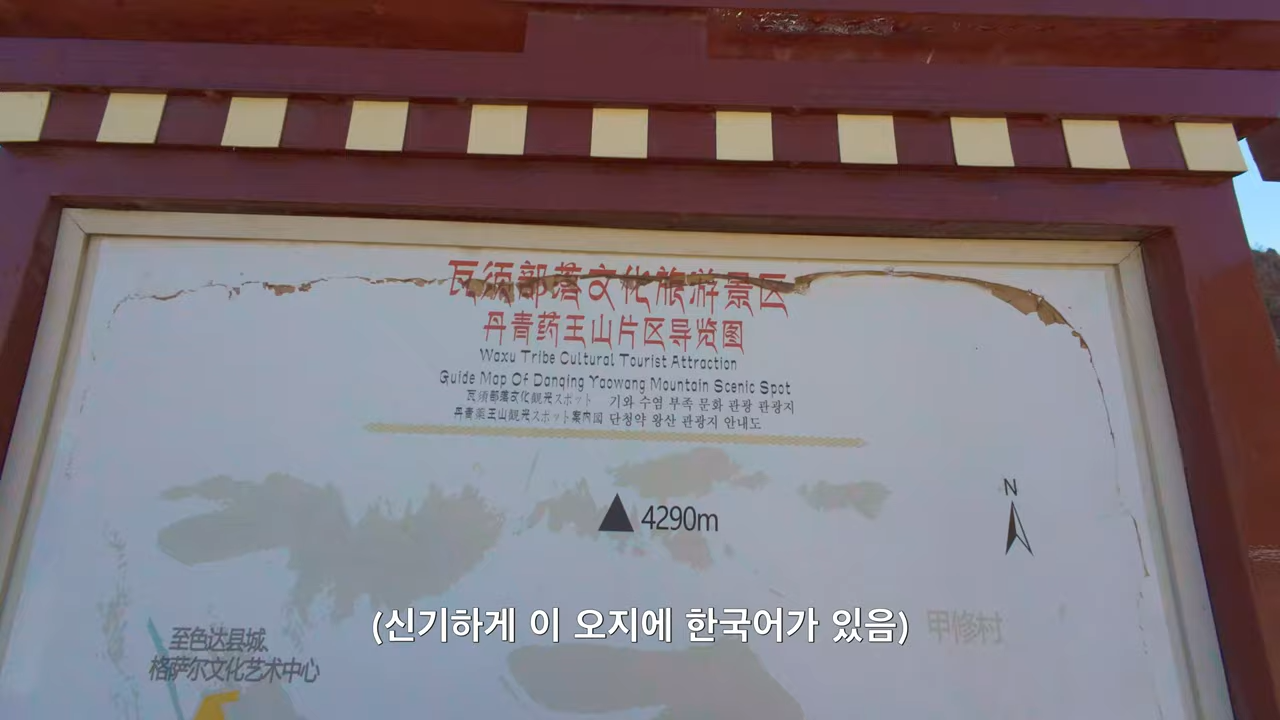 瓦须部落文化旅游景区
丹青药王山片区导览图
Waxu Tribe Cultural Tourist Attraction
Guide Map Of Danqing Yaowang Mountain Scenic Spot
瓦須部落文化観光スポット 기와 수염 부족 문화 관광 관광지
丹青薬王山観光スポット案内図 단청약 왕산 관광지 안내도
4290m
N
(신기하게 이 오지에 한국어가 있음)
甲修村
至色达县城、
格萨尔文化艺术中心